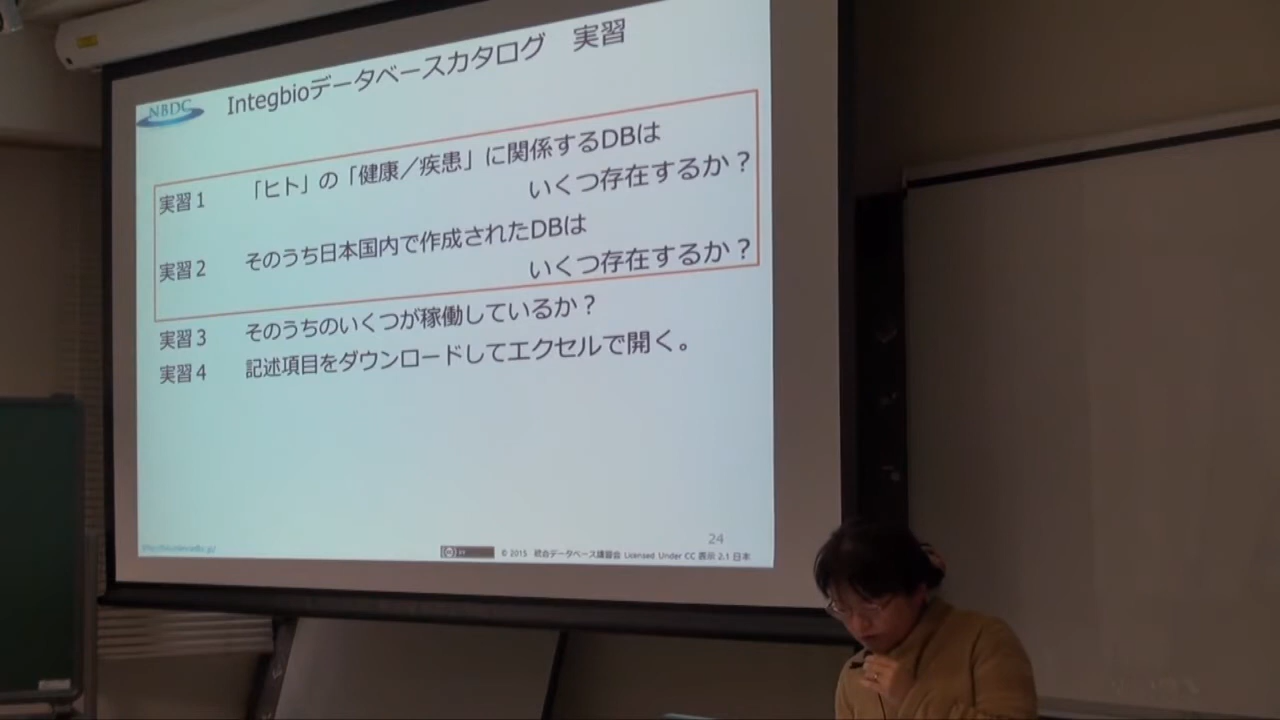 NBDC
Integbioデータベースカタログ　実習
実習１　「ヒト」の「健康／疾患」に関係するDBは
いくつ存在するか？
実習２　そのうち日本国内で作成されたDBは
いくつ存在するか？
実習３　そのうちのいくつが稼働しているか？
実習４　記述項目をダウンロードしてエクセルで開く。
24
© 2015　統合データベース講習会 Licensed Under CC 表示 2.1 日本